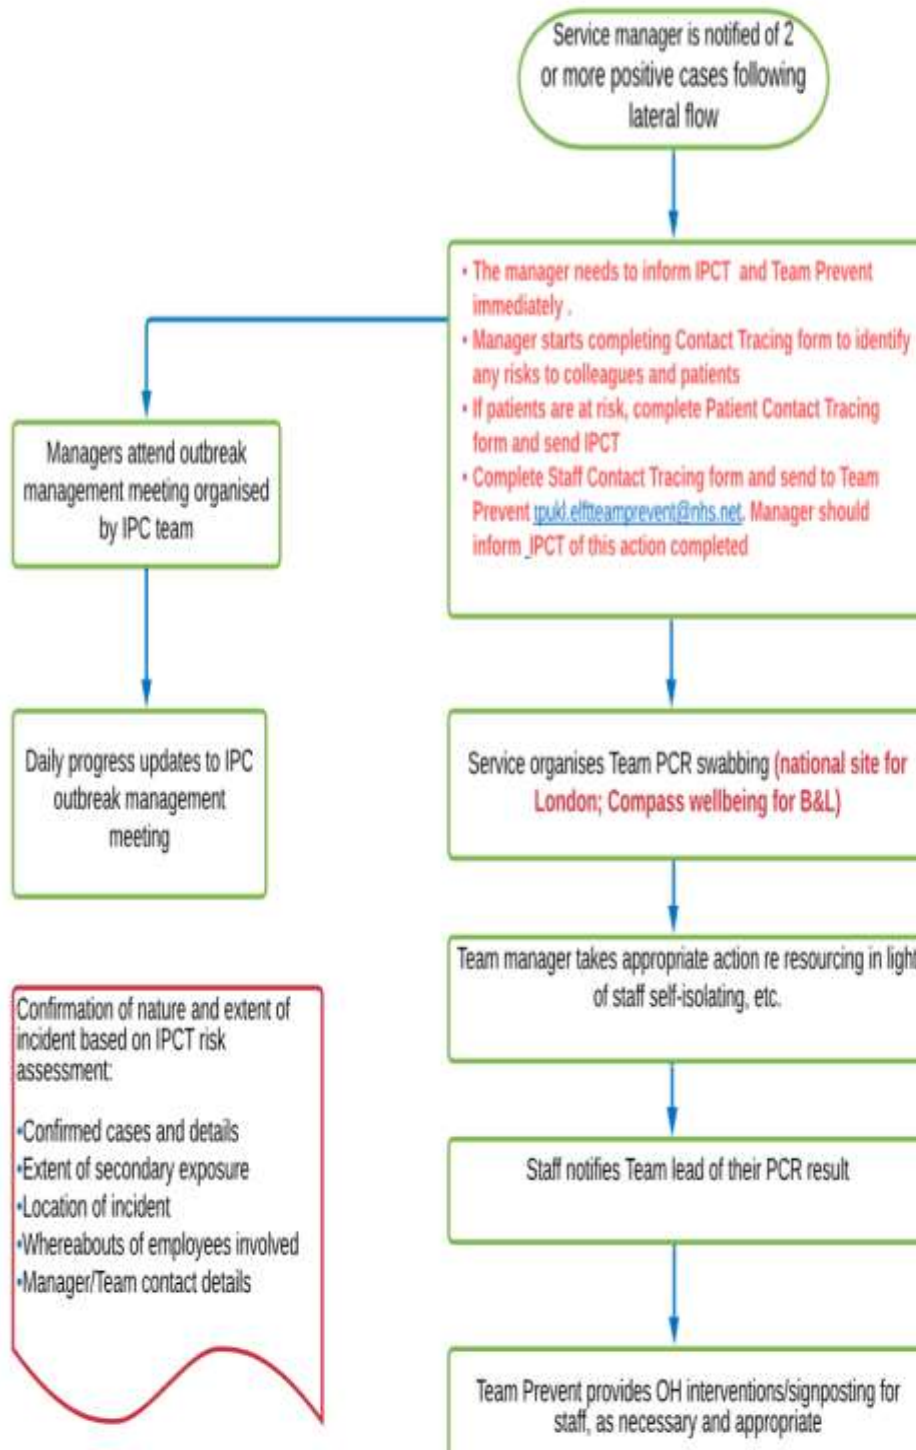 Service manager is notified of 2
or more positive cases following
lateral flow
• The manager needs to inform IPCT and Team Prevent
immediately .
• Manager starts completing Contact Tracing form to identify
any risks to colleagues and patients
• If patients are at risk, complete Patient Contact Tracing
form and send IPCT
• Complete Staff Contact Tracing form and send to Team
Prevent tpukl.elftteamprevent@nhs.net. Manager should
inform IPCT of this action completed
Managers attend outbreak
management meeting organised
by IPC team
Daily progress updates to IPC
outbreak management
meeting
Service organises Team PCR swabbing (national site for
London; Compass wellbeing for B&L)
Team manager takes appropriate action re resourcing in light
of staff self-isolating, etc.
Confirmation of nature and extent of
incident based on IPCT risk
assessment:
•Confirmed cases and details
•Extent of secondary exposure
•Location of incident
•Whereabouts of employees involved
•Manager/Team contact details
Staff notifies Team lead of their PCR result
Team Prevent provides OH interventions/signposting for
staff, as necessary and appropriate